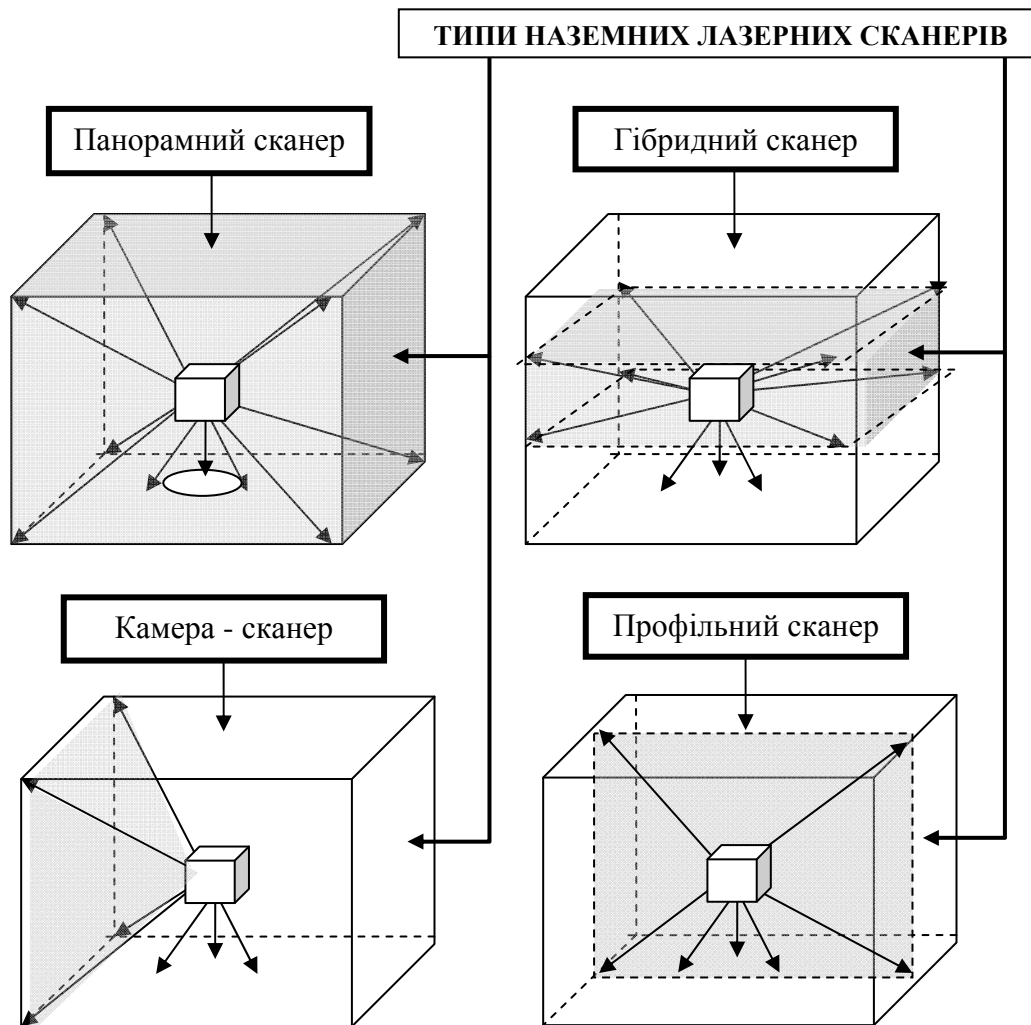 ТИПИ НАЗЕМНИХ ЛАЗЕРНИХ СКАНЕРІВ
Панорамний сканер
Гібридний сканер
Камера - сканер
Профільний сканер